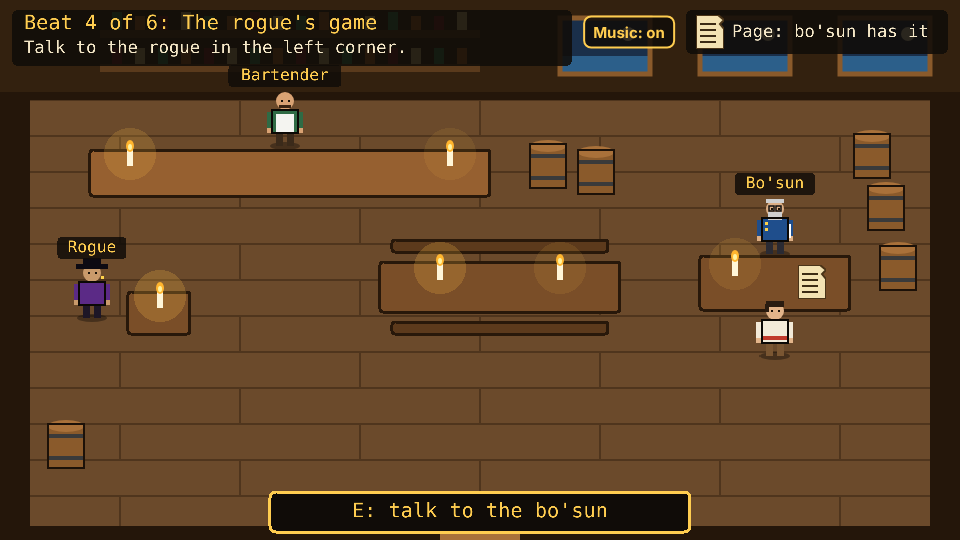 Beat 4 of 6: The rogue's game
Talk to the rogue in the left corner.
Music: on
Page: bo'sun has it
Bartender
Bo'sun
Rogue
E: talk to the bo'sun